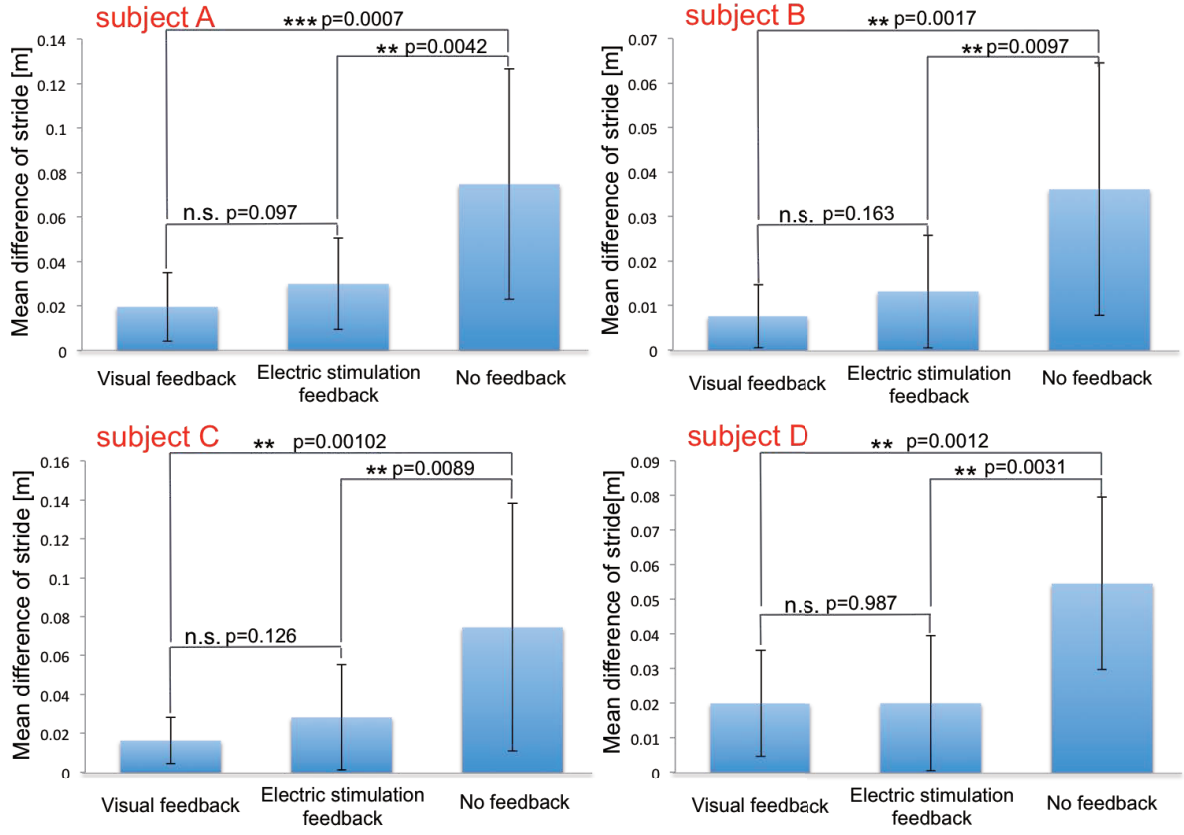 subject A
*** p=0.0007
** p=0.0042
n.s. p=0.097
Mean difference of stride [m]
0.14
0.12
0.1
0.08
0.06
0.04
0.02
0
Visual feedback
Electric stimulation
feedback
No feedback
subject B
** p=0.0017
** p=0.0097
n.s. p=0.163
Mean difference of stride [m]
0.07
0.06
0.05
0.04
0.03
0.02
0.01
0
Visual feedback
Electric stimulation
feedback
No feedback
subject C
** p=0.00102
** p=0.0089
n.s. p=0.126
Mean difference of stride [m]
0.16
0.14
0.12
0.1
0.08
0.06
0.04
0.02
0
Visual feedback
Electric stimulation
feedback
No feedback
subject D
** p=0.0012
** p=0.0031
n.s. p=0.987
Mean difference of stride[m]
0.09
0.08
0.07
0.06
0.05
0.04
0.03
0.02
0.01
0
Visual feedback
Electric stimulation
feedback
No feedback